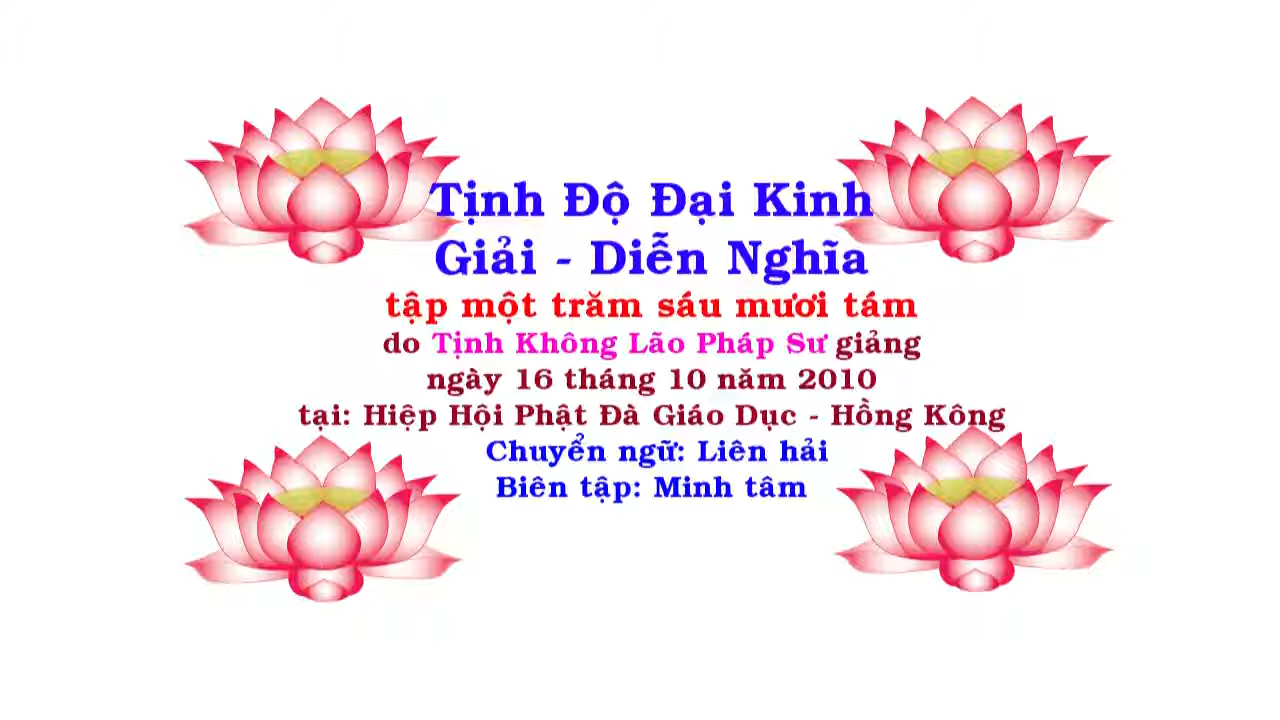 Tịnh Độ Đại Kinh
Giải - Diễn Nghĩa
tập một trăm sáu mươi tám
do Tịnh Không Lão Pháp Sư giảng
ngày 16 tháng 10 năm 2010
tại: Hiệp Hội Phật Đà Giáo Dục - Hồng Kông
Chuyển ngữ: Liên hải
Biên tập: Minh tâm